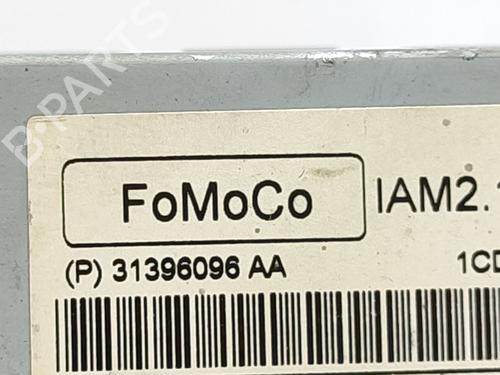 B-PARTS
FoMoCo
IAM2.
(P) 31396096 AA
1CD